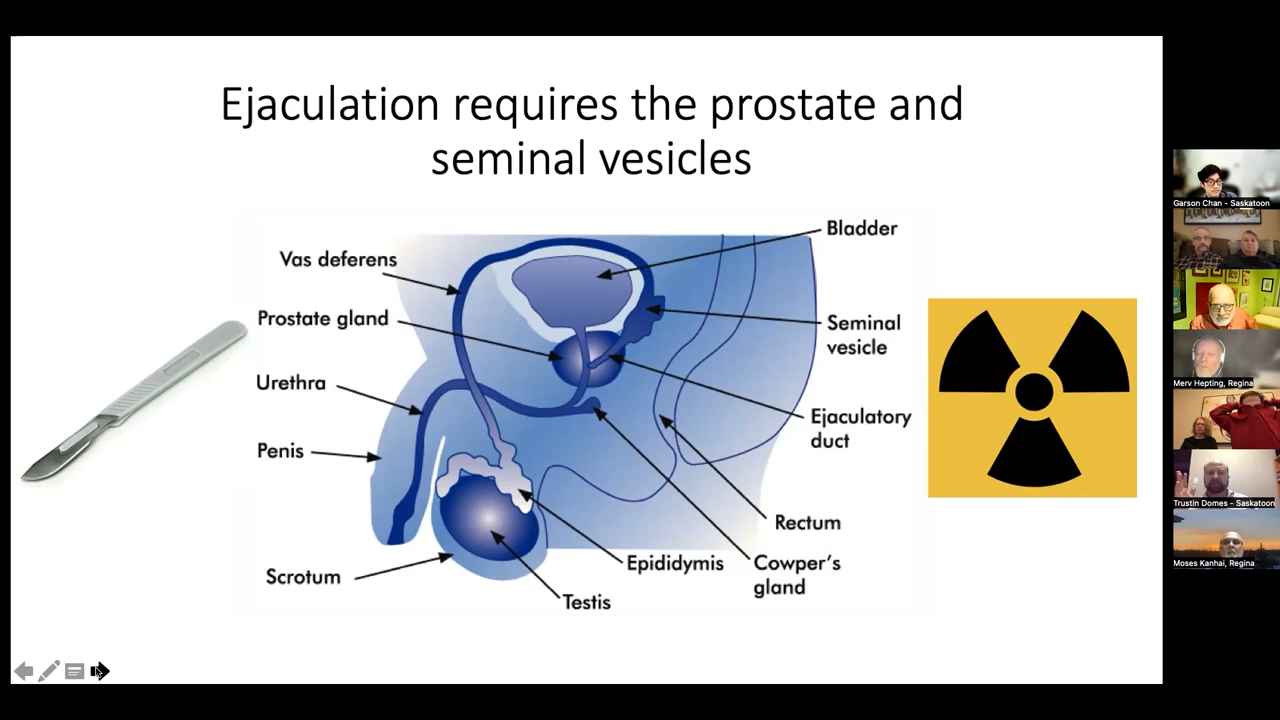 Ejaculation requires the prostate and
seminal vesicles
Bladder
Vas deferens
Prostate gland
Seminal
vesicle
Urethra
Ejaculatory
duct
Penis
Rectum
Epididymis
Cowper's
gland
Scrotum
Testis
Garson Chan - Saskatoon
Merv Hepting, Regina
Trustin Domes - Saskatoon
Moses Kanhai, Regina